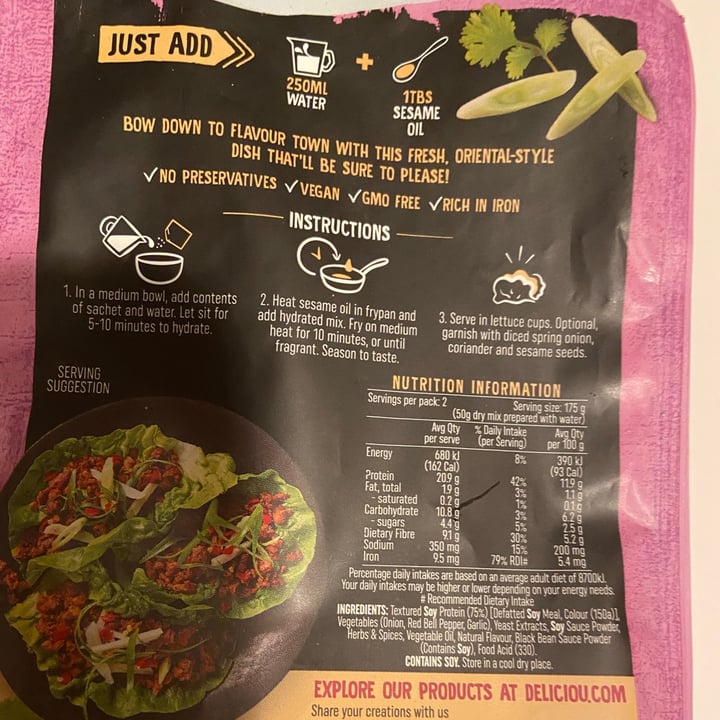 JUST ADD
250ML
WATER
+
1TBS
SESAME
OIL
BOW DOWN TO FLAVOUR TOWN WITH THIS FRESH, ORIENTAL-STYLE
DISH THAT'LL BE SURE TO PLEASE!
✓NO PRESERVATIVES ✓VEGAN ✓GMO FREE ✓RICH IN IRON
INSTRUCTIONS
1. In a medium bowl, add contents
of sachet and water. Let sit for
5-10 minutes to hydrate.
2. Heat sesame oil in frypan and
add hydrated mix. Fry on medium
heat for 10 minutes, or until
fragrant. Season to taste.
3. Serve in lettuce cups. Optional,
garnish with diced spring onion,
coriander and sesame seeds.
SERVING
SUGGESTION
NUTRITION INFORMATION
Servings per pack: 2 Serving size: 175 g
(50g dry mix prepared with water)
Avg Qty % Daily Intake Avg Qty
per serve (per Serving) per 100 g
Energy 680 kJ 8% 390 kJ
(162 Cal) (93 Cal)
Protein 20.9 g 42% 11.9 g
Fat, total 1.9 g 3% 1.1 g
- saturated 0.2 g 1% 0.1 g
Carbohydrate 10.8 g 3% 6.2 g
- sugars 4.4 g 5% 2.5 g
Dietary Fibre 9.1 g 30% 5.2 g
Sodium 350 mg 15% 200 mg
Iron 9.5 mg 79% RDI# 5.4 mg
Percentage daily intakes are based on an average adult diet of 8700kJ.
Your daily intakes may be higher or lower depending on your energy needs.
# Recommended Dietary Intake
INGREDIENTS: Textured Soy Protein (75%) [Defatted Soy Meal, Colour (150a)],
Vegetables (Onion, Red Bell Pepper, Garlic), Yeast Extracts, Soy Sauce Powder,
Herbs & Spices, Vegetable Oil, Natural Flavour, Black Bean Sauce Powder
(Contains Soy), Food Acid (330).
CONTAINS SOY. Store in a cool dry place.
EXPLORE OUR PRODUCTS AT DELICIOU.COM
Share your creations with us